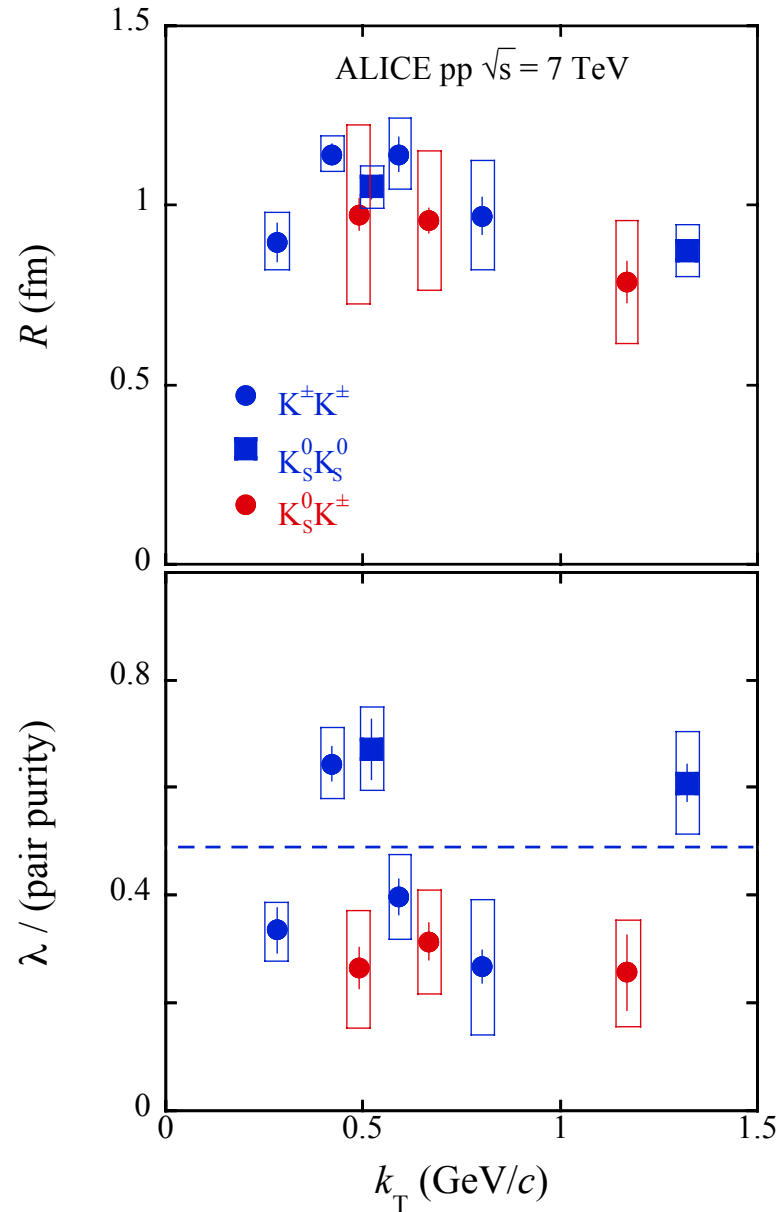 1.5
ALICE pp √s = 7 TeV
1
R (fm)
0.5
K±K±
K⁰ₛK⁰ₛ
K⁰ₛK±
0
0.8
λ / (pair purity)
0.4
0
0 0.5 1 1.5
k_T (GeV/c)